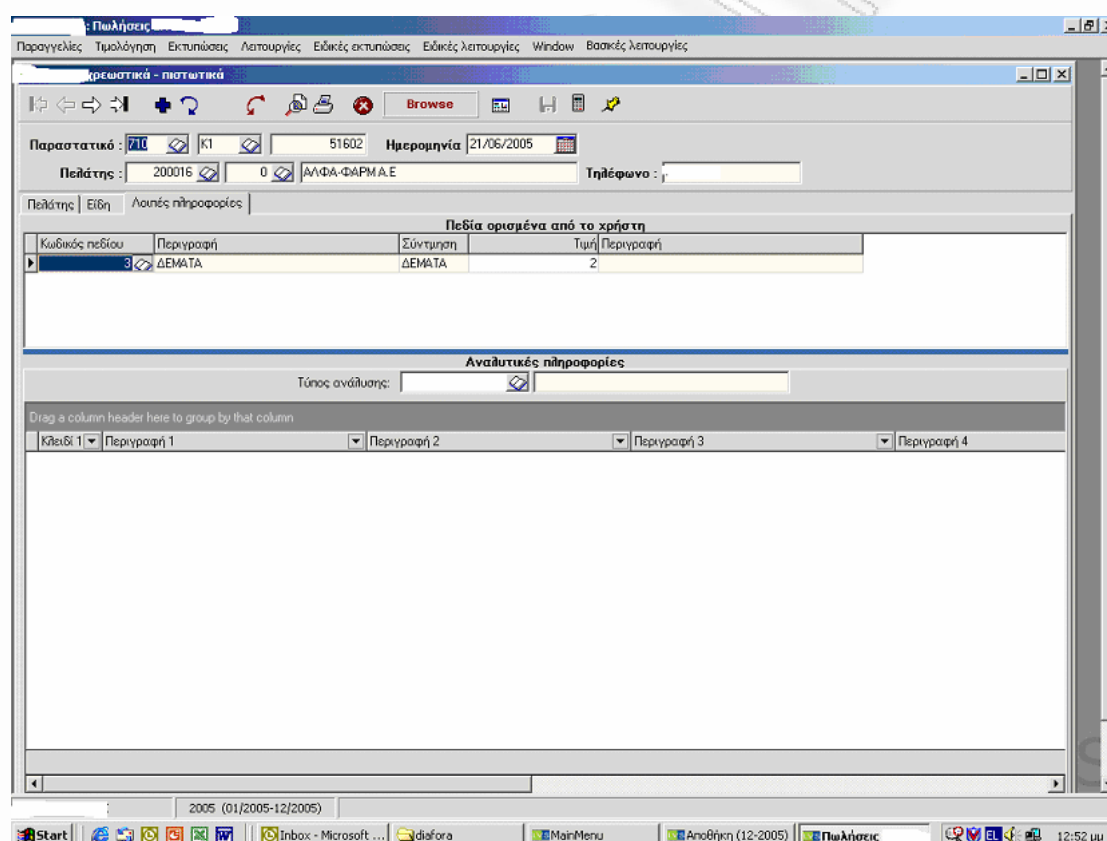 : Πωλήσεις
Παραγγελίες Τιμολόγηση Εκτυπώσεις Λειτουργίες Ειδικές εκτυπώσεις Ειδικές λειτουργίες Window Βασικές λειτουργίες
χρεωστικά - πιστωτικά
Browse
Παραστατικό : 710 Κ1 51602 Ημερομηνία 21/06/2005
Πελάτης : 200016 0 ΑΛΦΑ-ΦΑΡΜ Α.Ε Τηλέφωνο :
Πελάτης Είδη Λοιπές πληροφορίες
Πεδία ορισμένα από το χρήστη
Κωδικός πεδίου Περιγραφή Σύντμηση Τιμή Περιγραφή
3 ΔΕΜΑΤΑ ΔΕΜΑΤΑ 2
Αναλυτικές πληροφορίες
Τύπος ανάλυσης:
Drag a column header here to group by that column
Κλειδί 1 Περιγραφή 1 Περιγραφή 2 Περιγραφή 3 Περιγραφή 4
S
2005 (01/2005-12/2005)
Start Inbox - Microsoft ... diafora MainMenu Αποθήκη (12-2005) Πωλήσεις EL 12:52 μμ